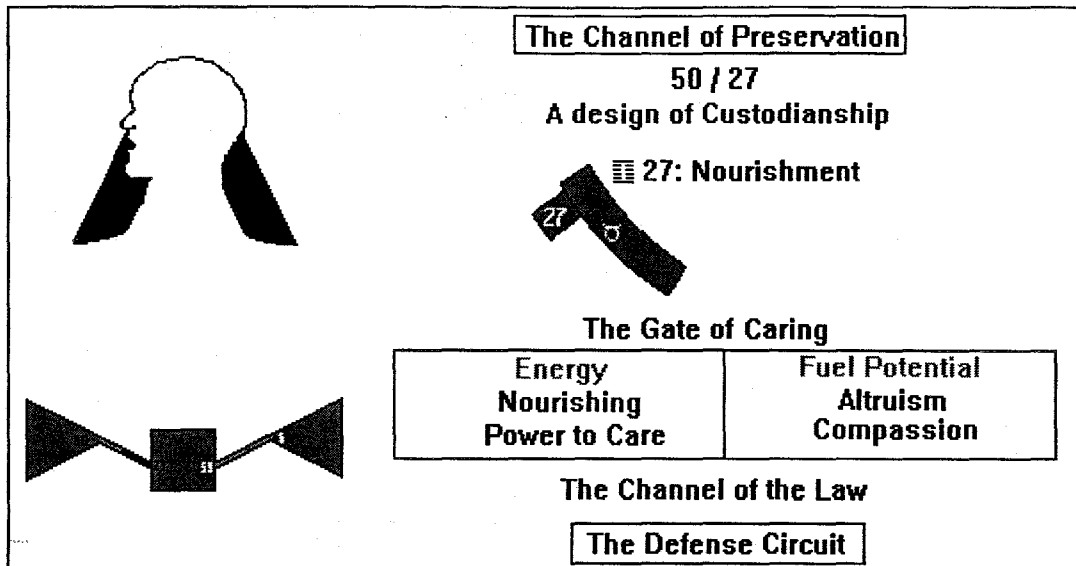 The Channel of Preservation
50 / 27
A design of Custodianship
27: Nourishment
27
The Gate of Caring
Energy
Nourishing
Power to Care
Fuel Potential
Altruism
Compassion
The Channel of the Law
The Defense Circuit